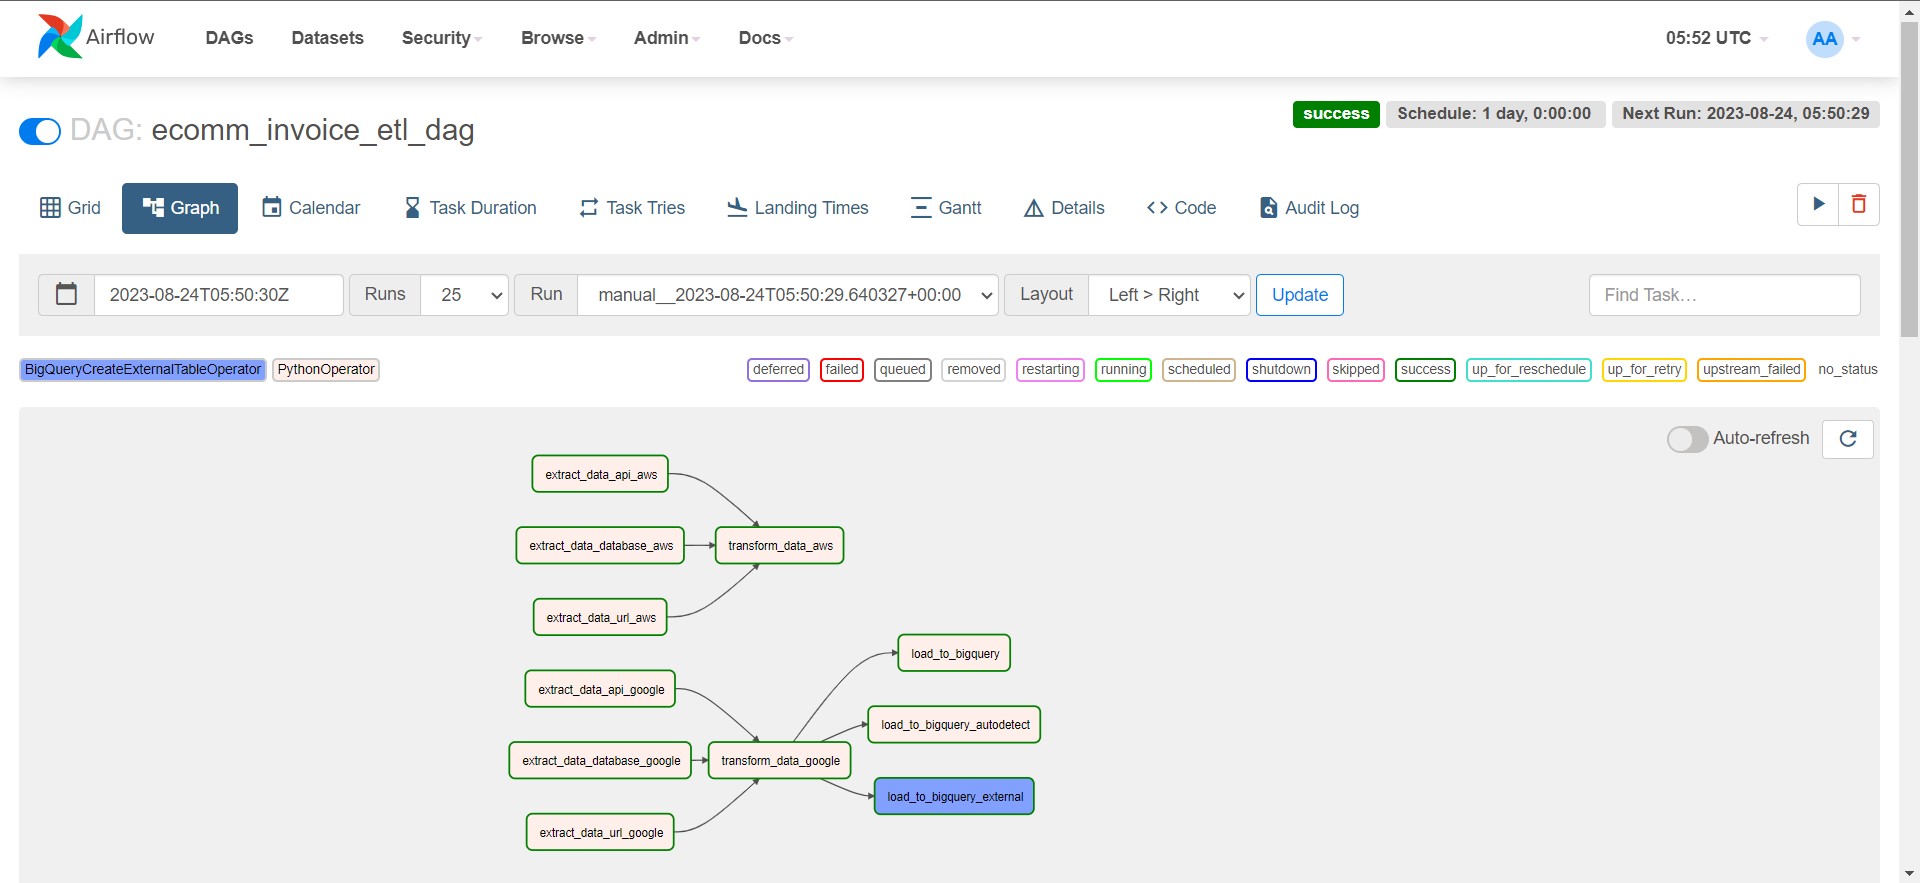 Airflow DAGs Datasets Security Browse Admin Docs 05:52 UTC AA
DAG: ecomm_invoice_etl_dag
success Schedule: 1 day, 0:00:00 Next Run: 2023-08-24, 05:50:29
Grid Graph Calendar Task Duration Task Tries Landing Times Gantt Details Code Audit Log
2023-08-24T05:50:30Z Runs 25 Run manual__2023-08-24T05:50:29.640327+00:00 Layout Left > Right Update Find Task…
BigQueryCreateExternalTableOperator PythonOperator deferred failed queued removed restarting running scheduled shutdown skipped success up_for_reschedule up_for_retry upstream_failed no_status
Auto-refresh
extract_data_api_aws
extract_data_database_aws transform_data_aws
extract_data_url_aws
load_to_bigquery
extract_data_api_google
load_to_bigquery_autodetect
extract_data_database_google transform_data_google
load_to_bigquery_external
extract_data_url_google